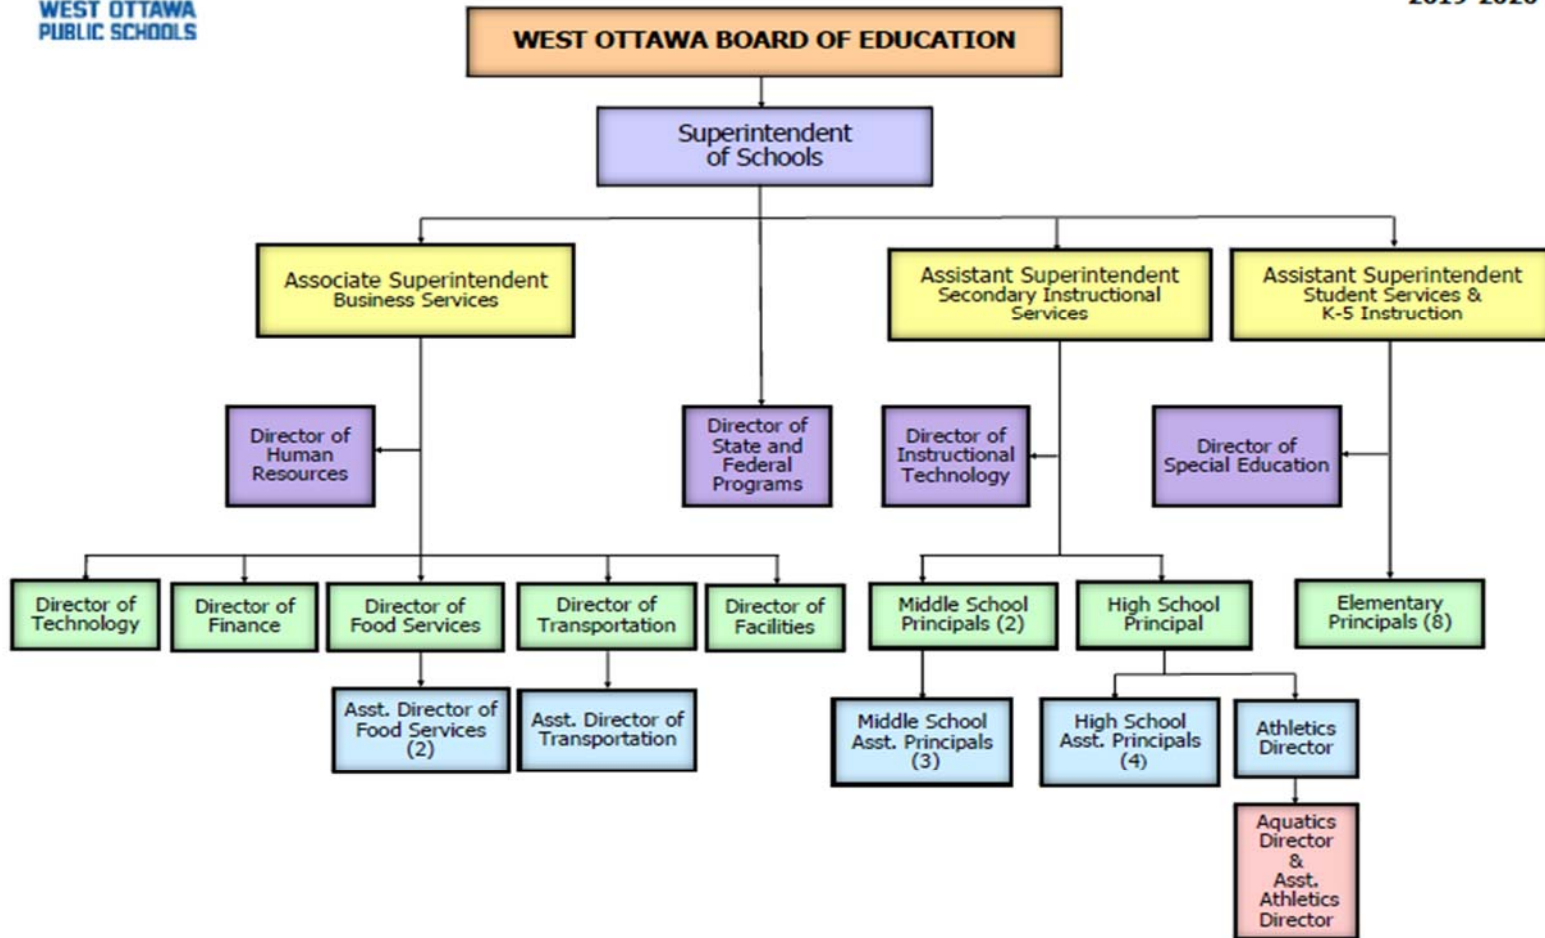 WEST OTTAWA
PUBLIC SCHOOLS
WEST OTTAWA BOARD OF EDUCATION
Superintendent
of Schools
Associate Superintendent
Business Services
Assistant Superintendent
Secondary Instructional
Services
Assistant Superintendent
Student Services &
K-5 Instruction
Director of
Human
Resources
Director of
State and
Federal
Programs
Director of
Instructional
Technology
Director of
Special Education
Director of
Technology
Director of
Finance
Director of
Food Services
Director of
Transportation
Director of
Facilities
Middle School
Principals (2)
High School
Principal
Elementary
Principals (8)
Asst. Director of
Food Services
(2)
Asst. Director of
Transportation
Middle School
Asst. Principals
(3)
High School
Asst. Principals
(4)
Athletics
Director
Aquatics
Director
&
Asst.
Athletics
Director